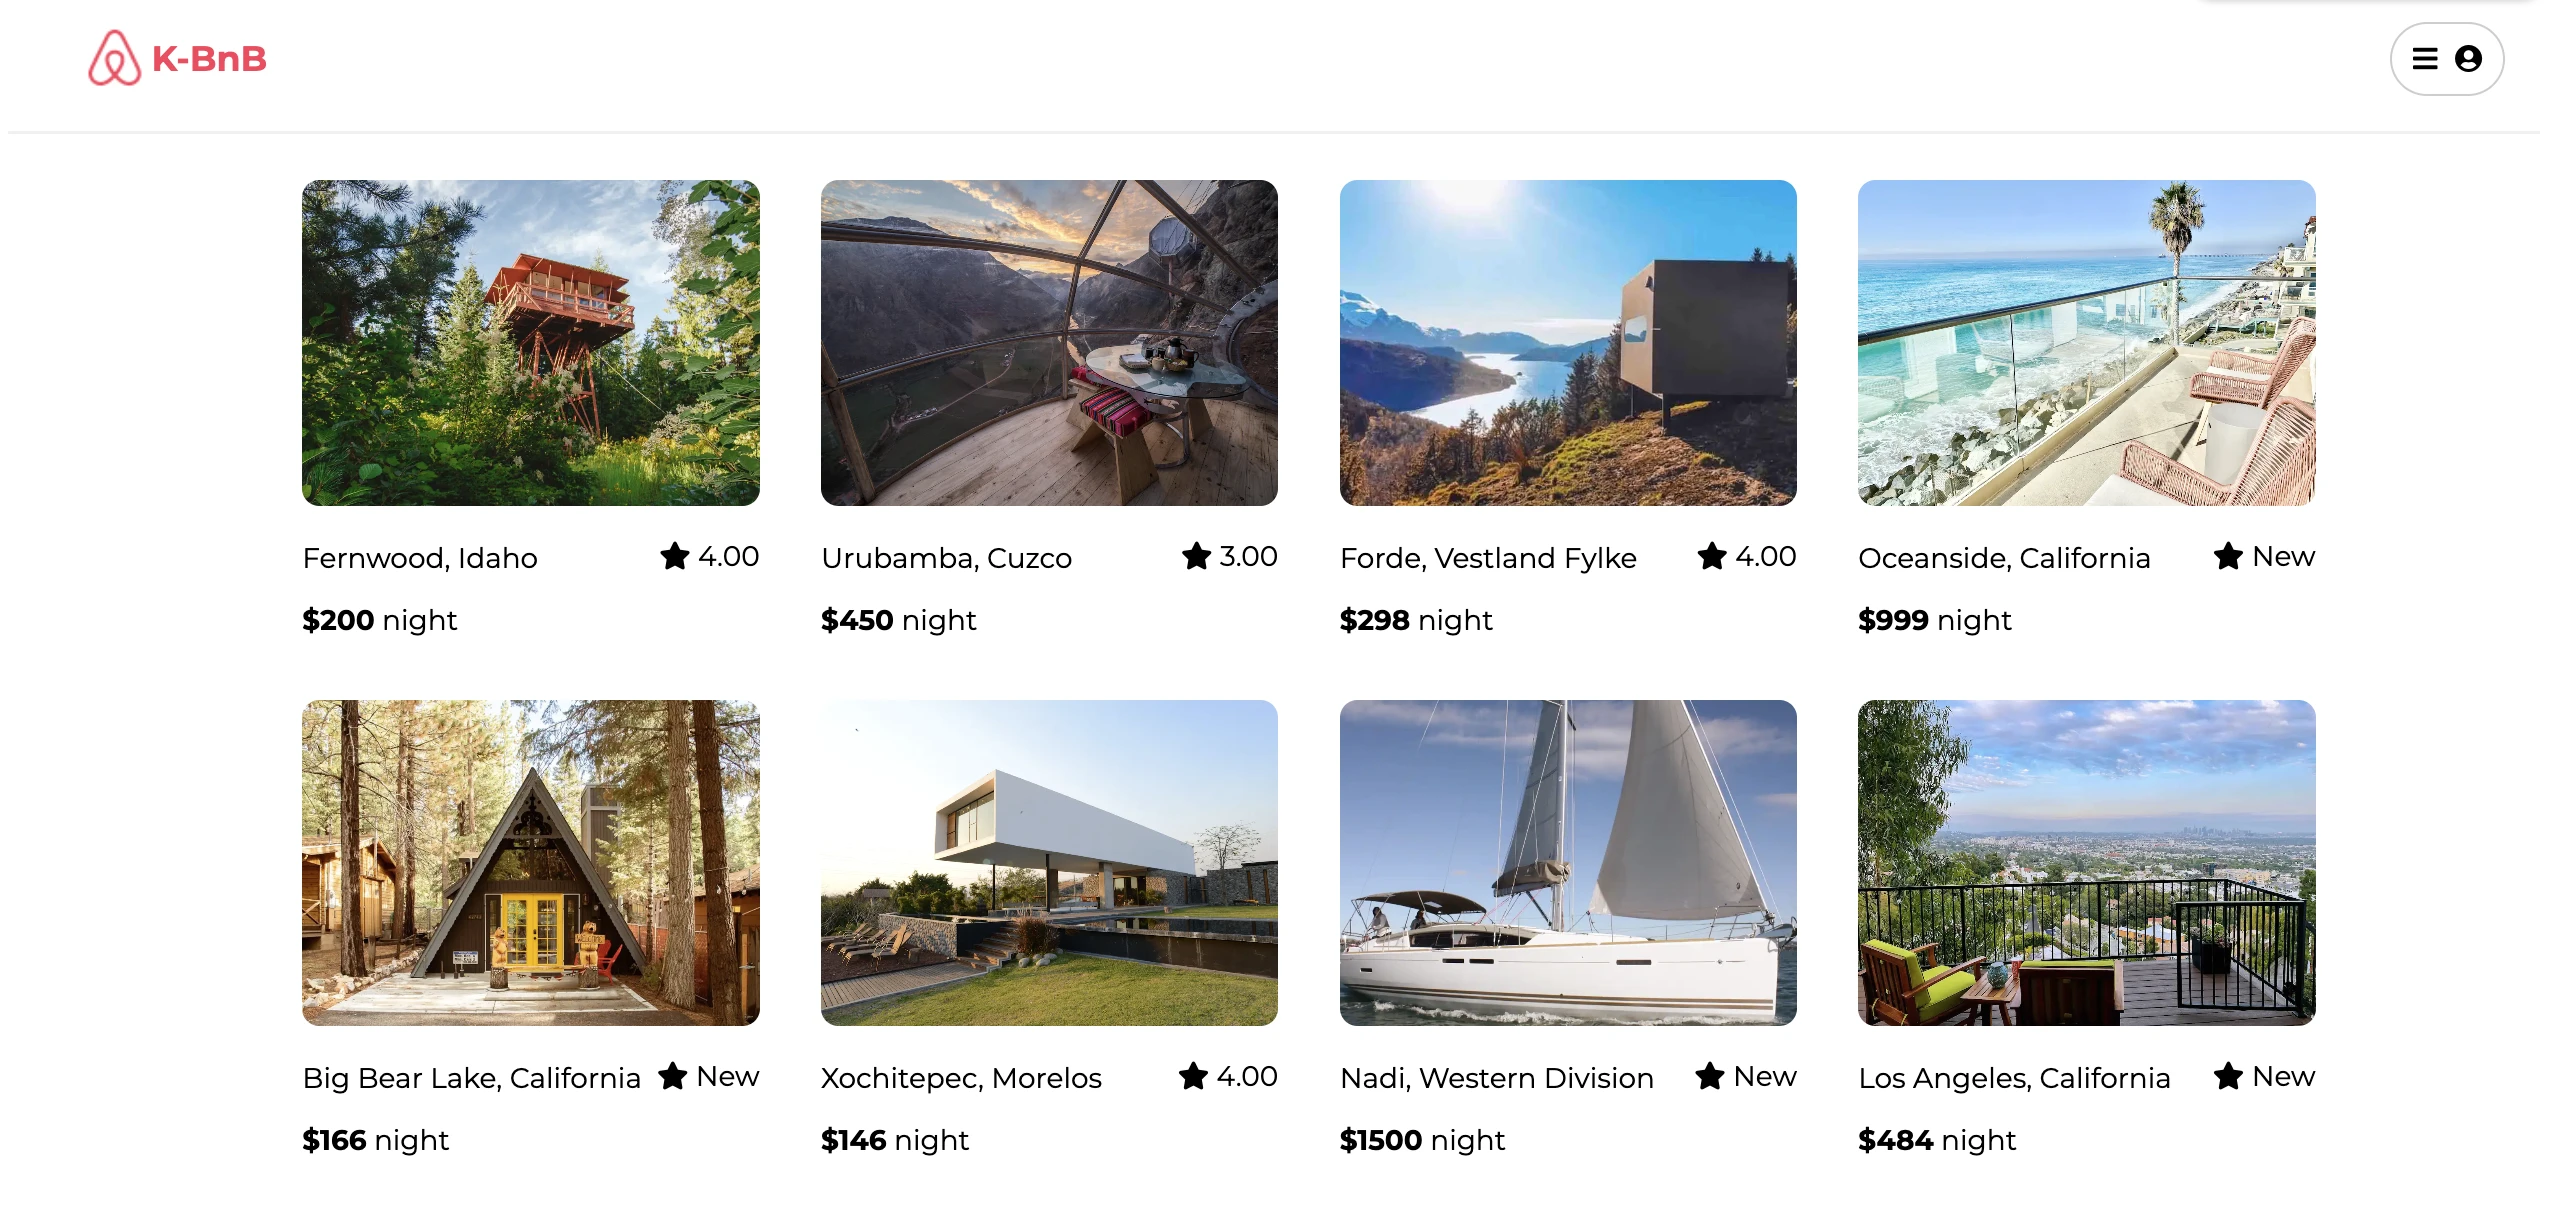 K-BnB
Fernwood, Idaho ★ 4.00
$200 night
Urubamba, Cuzco ★ 3.00
$450 night
Forde, Vestland Fylke ★ 4.00
$298 night
Oceanside, California ★ New
$999 night
Big Bear Lake, California ★ New
$166 night
Xochitepec, Morelos ★ 4.00
$146 night
Nadi, Western Division ★ New
$1500 night
Los Angeles, California ★ New
$484 night